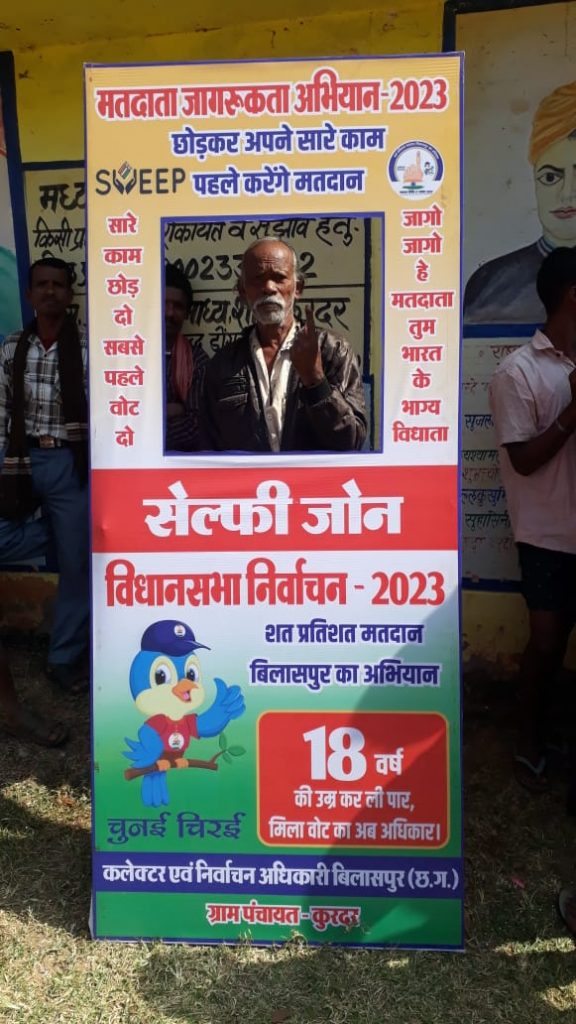 मतदाता जागरूकता अभियान-2023
छोड़कर अपने सारे काम
SWEEP पहले करेंगे मतदान
सारे
काम
छोड़
दो
सबसे
पहले
वोट
दो
जागो
जागो
हे
मतदाता
तुम
भारत
के
भाग्य
विधाता
सेल्फी जोन
विधानसभा निर्वाचन - 2023
शत प्रतिशत मतदान
बिलासपुर का अभियान
18 वर्ष
की उम्र कर ली पार,
मिला वोट का अब अधिकार।
चुनई चिरई
कलेक्टर एवं निर्वाचन अधिकारी बिलासपुर (छ.ग.)
ग्राम पंचायत - कुरदर
मध्य
किसी
व सुझाव हेतु-